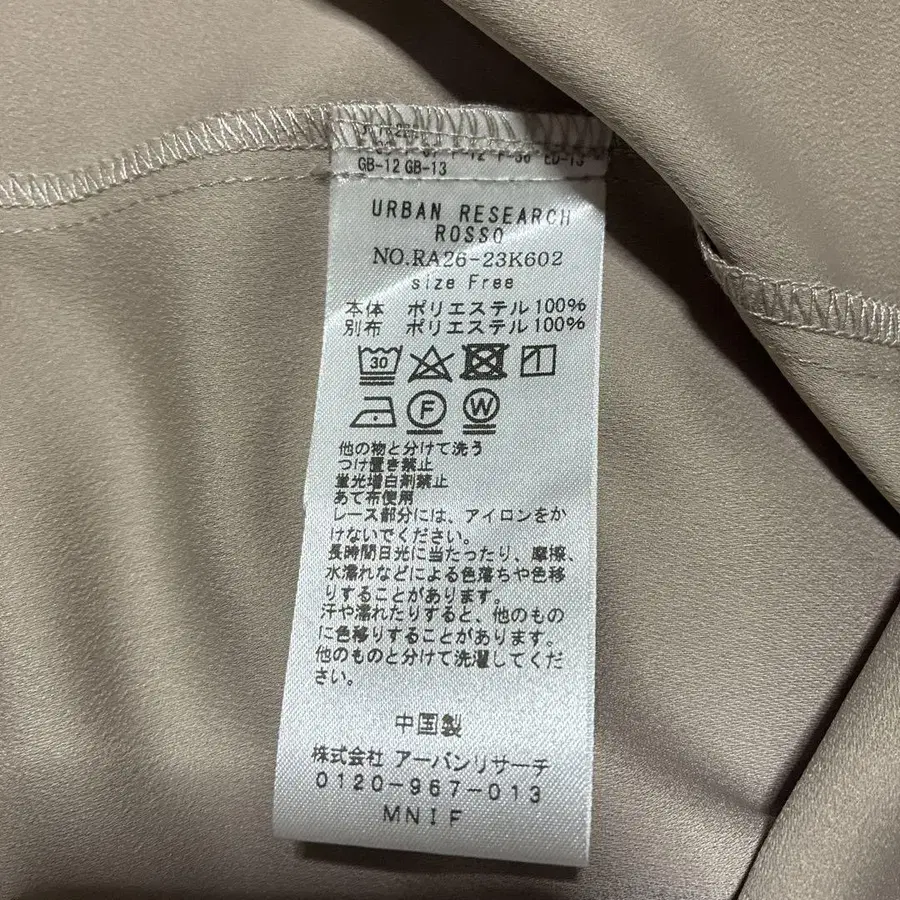 GB-12 GB-13
URBAN RESEARCH
ROSSO
NO.RA26-23K602
size Free
本体 ポリエステル100%
別布 ポリエステル100%
30
F W
他の物と分けて洗う
つけ置き禁止
蛍光増白剤禁止
あて布使用
レース部分には、アイロンをか
けないでください。
長時間日光に当たったり、摩擦、
水濡れなどによる色落ちや色移
りすることがあります。
汗や濡れたりすると、他のもの
に色移りすることがあります。
他のものと分けて洗濯してくだ
さい。
中国製
株式会社 アーバンリサーチ
0120-967-013
MNIF